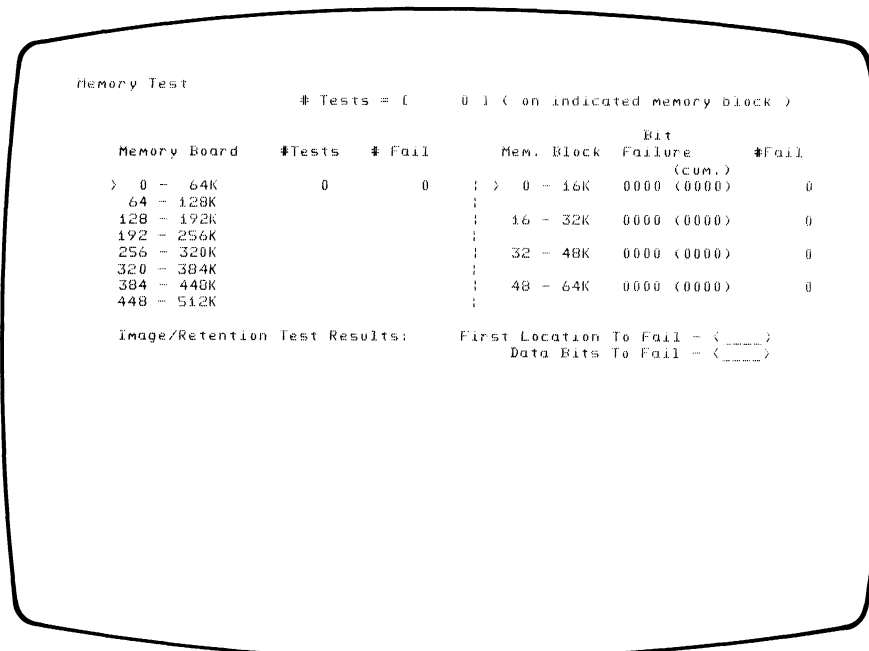 Memory Test
# Tests = [ 0 ] ( on indicated memory block )
Bit
Memory Board #Tests # Fail Mem. Block Failure #Fail
(cum.)
> 0 - 64K 0 0 | > 0 - 16K 0000 (0000) 0
64 - 128K |
128 - 192K | 16 - 32K 0000 (0000) 0
192 - 256K |
256 - 320K | 32 - 48K 0000 (0000) 0
320 - 384K |
384 - 448K | 48 - 64K 0000 (0000) 0
448 - 512K |
Image/Retention Test Results: First Location To Fail - <____>
Data Bits To Fail - <____>